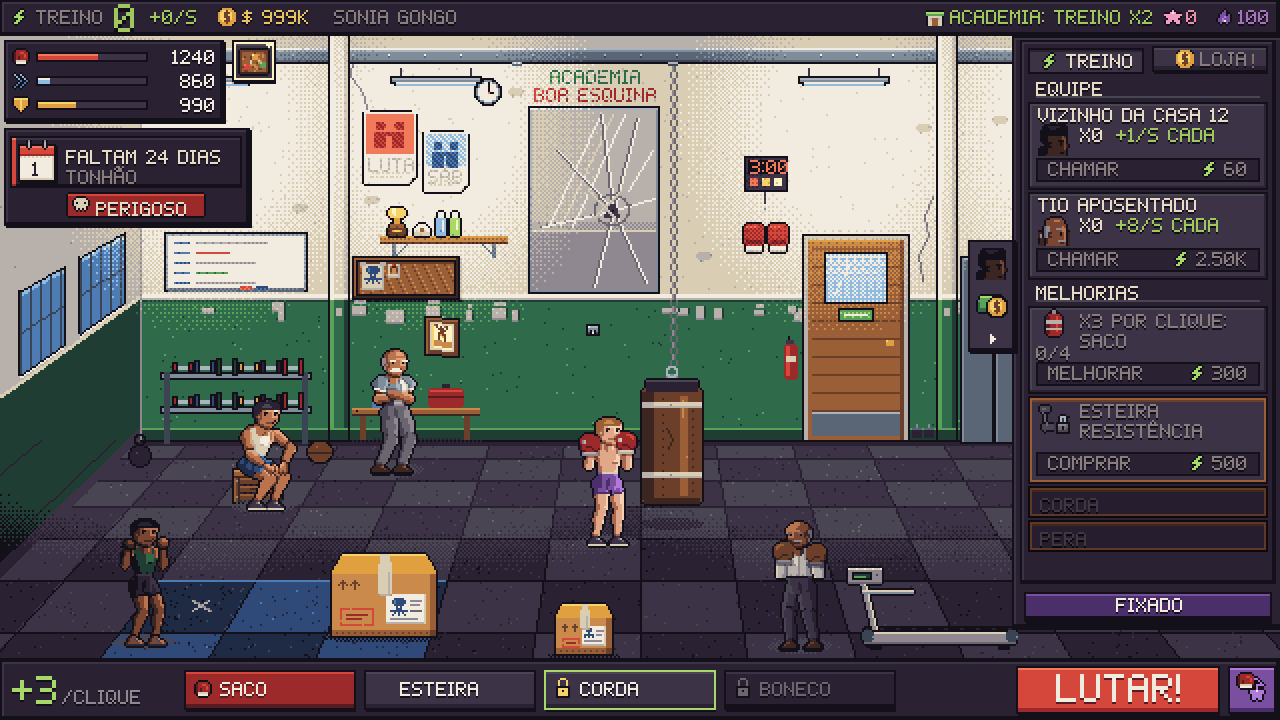 TREINO 0 +0/S $ 999K SONIA GONGO ACADEMIA: TREINO X2 0 100
1240
860
990
1
FALTAM 24 DIAS
TONHÃO
PERIGOSO
ACADEMIA
BOA ESQUINA
LUTA
SAB
3:00
TREINO
LOJA!
EQUIPE
VIZINHO DA CASA 12
X0 +1/S CADA
CHAMAR 60
TIO APOSENTADO
X0 +8/S CADA
CHAMAR 2.50K
MELHORIAS
X3 POR CLIQUE:
SACO
0/4
MELHORAR 300
ESTEIRA
RESISTÊNCIA
COMPRAR 500
CORDA
PERA
FIXADO
+3/CLIQUE
SACO
ESTEIRA
CORDA
BONECO
LUTAR!